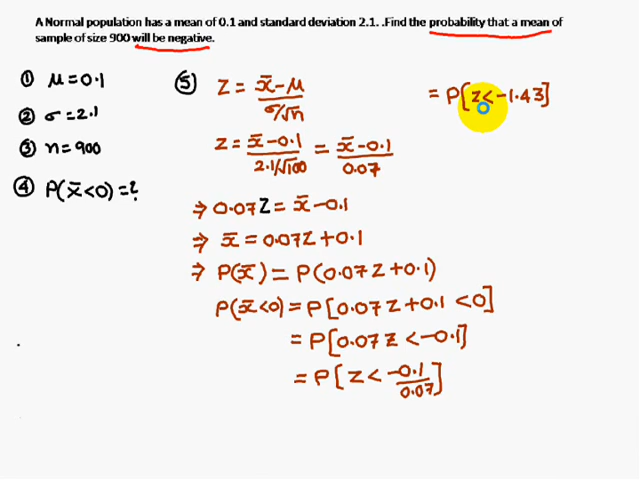 A Normal population has a mean of 0.1 and standard deviation 2.1. .Find the probability that a mean of
sample of size 900 will be negative.
① μ=0.1
② σ=2.1
③ n=900
④ P(x̄<0)=?
⑤ Z = x̄-μ / σ/√n
Z = x̄-0.1 / 2.1/√100 = x̄-0.1 / 0.07
⇒ 0.07Z = x̄-0.1
⇒ x̄ = 0.07Z+0.1
⇒ P(x̄) = P(0.07Z+0.1)
P(x̄<0) = P[0.07Z+0.1<0]
= P[0.07Z<-0.1]
= P[Z< -0.1 / 0.07]
= P[Z<-1.43]